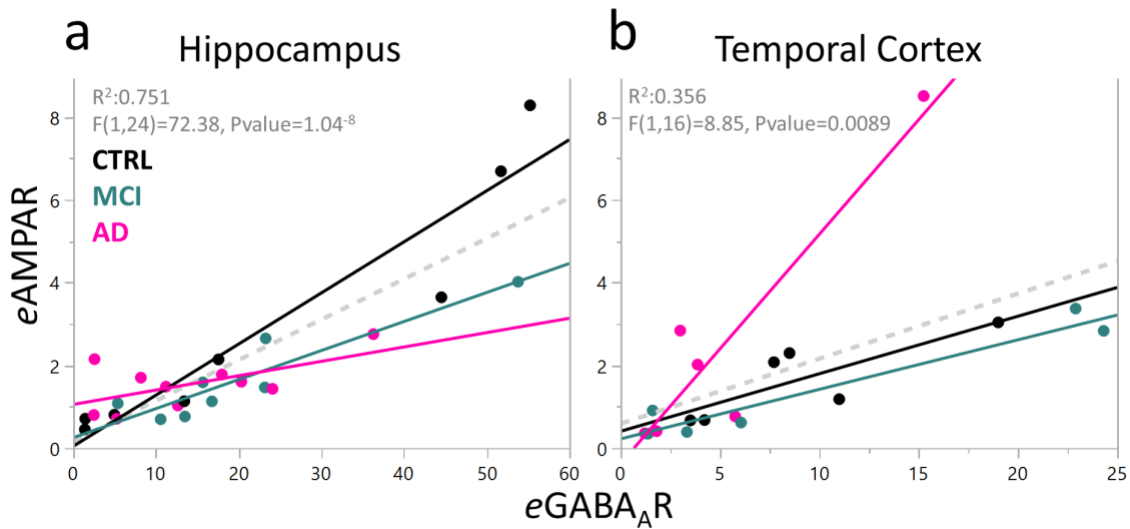 a Hippocampus
b Temporal Cortex
R²:0.751
F(1,24)=72.38, Pvalue=1.04⁻⁸
CTRL
MCI
AD
R²:0.356
F(1,16)=8.85, Pvalue=0.0089
eAMPAR
8
6
4
2
0
0 10 20 30 40 50 60
8
6
4
2
0
0 5 10 15 20 25
eGABA_AR